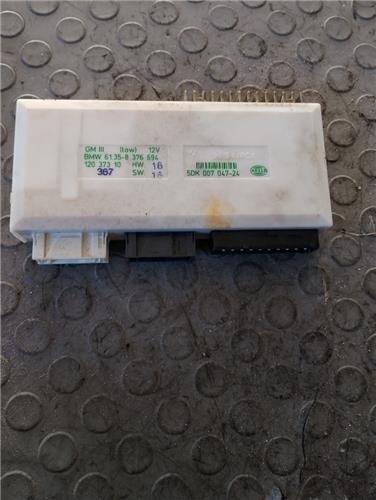 GM III (low) 12V
BMW 61.35-8 376 694
120 373 10 HW 16
367 SW 16
5DK 007 047-24
Hella